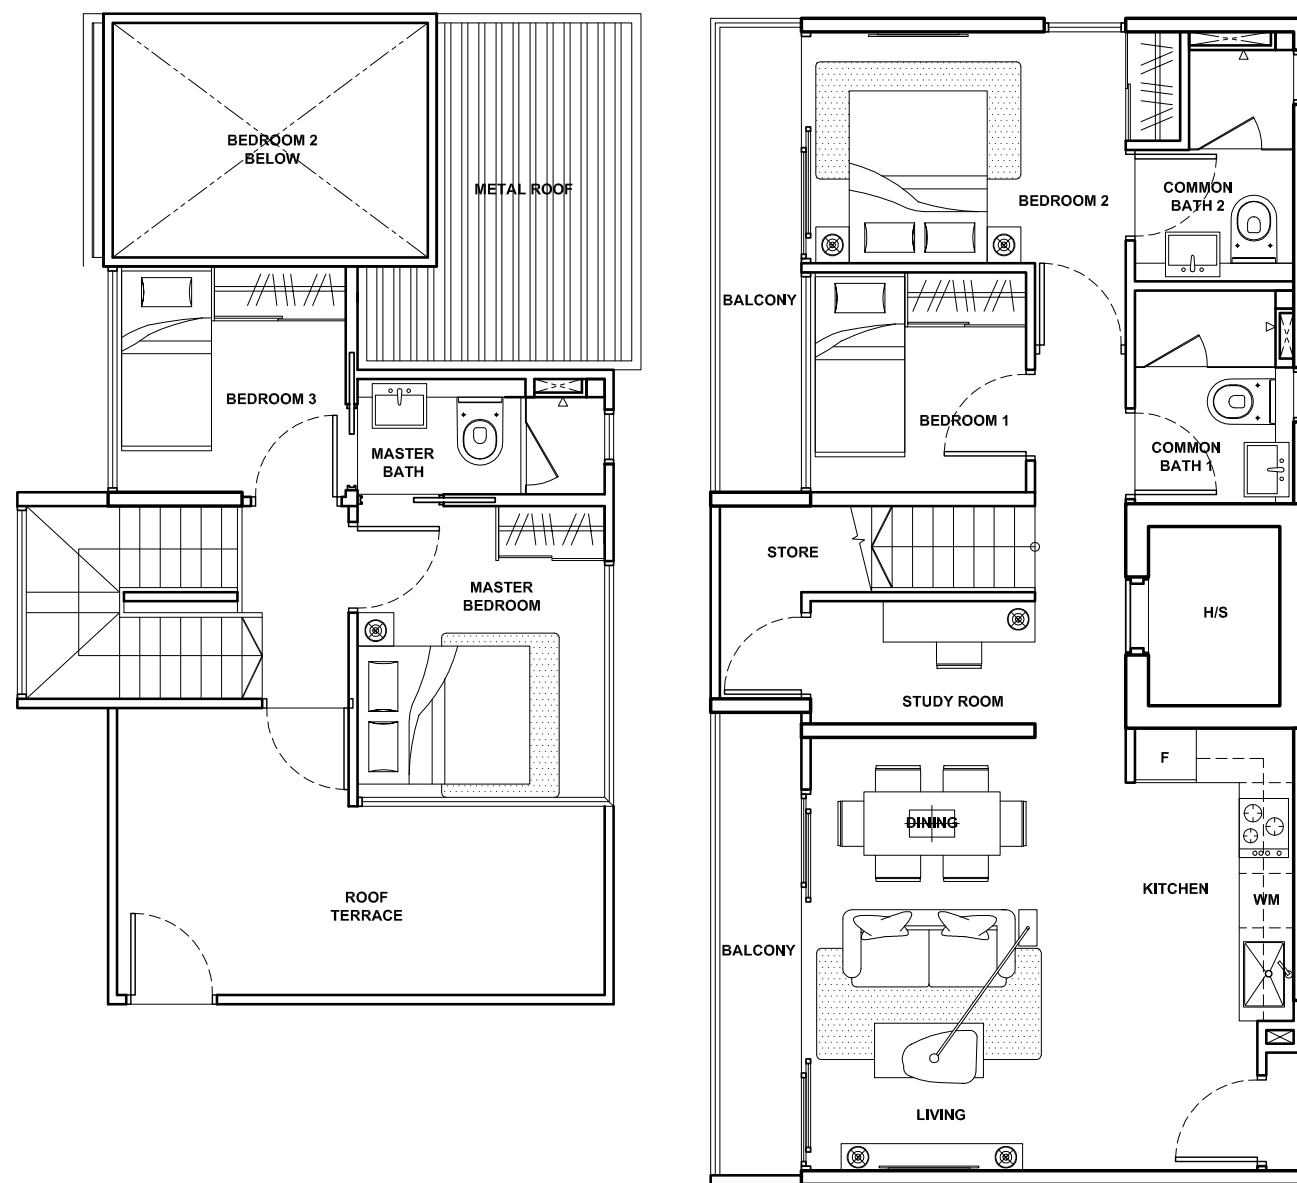 BEDROOM 2
BELOW
METAL ROOF
BEDROOM 3
MASTER
BATH
MASTER
BEDROOM
ROOF
TERRACE
BEDROOM 2
COMMON
BATH 2
BALCONY
BEDROOM 1
COMMON
BATH 1
STORE
H/S
STUDY ROOM
F
DINING
KITCHEN
WM
BALCONY
LIVING